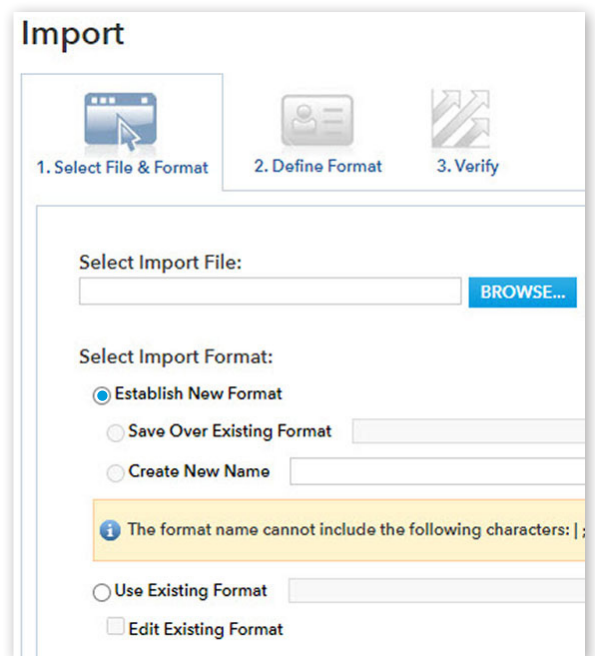 Import
1. Select File & Format
2. Define Format
3. Verify
Select Import File:
BROWSE...
Select Import Format:
Establish New Format
Save Over Existing Format
Create New Name
The format name cannot include the following characters: | ;
Use Existing Format
Edit Existing Format